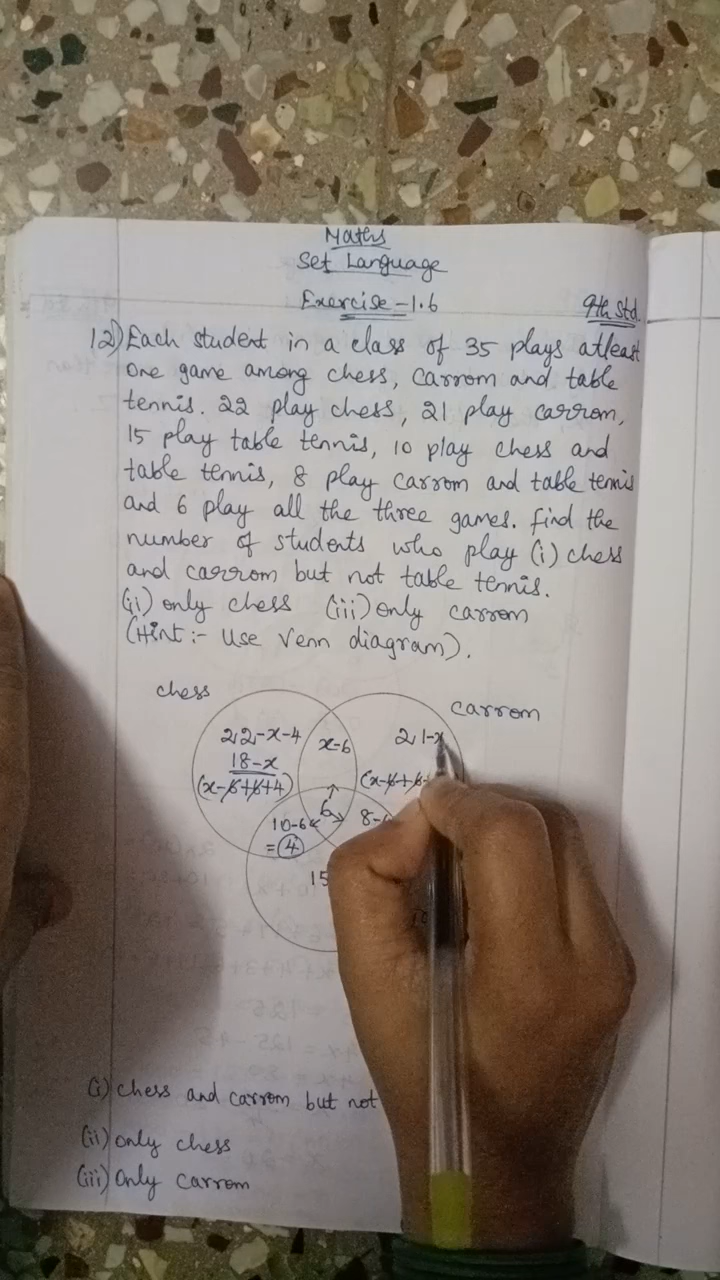 Maths
Set Language
Exercise-1.6
9th std.
12) Each student in a class of 35 plays atleast
one game among chess, carrom and table
tennis. 22 play chess, 21 play carrom,
15 play table tennis, 10 play chess and
table tennis, 8 play carrom and table tennis
and 6 play all the three games. find the
number of students who play (i) chess
and carrom but not table tennis.
(ii) only chess (iii) only carrom
(Hint :- Use Venn diagram).
chess
carrom
22-x-4
x-6
21-x
18-x
(x-6+6+4)
(x-6+6
6
10-6
8-6
= 4
15
(i) chess and carrom but not
(ii) only chess
(iii) Only carrom